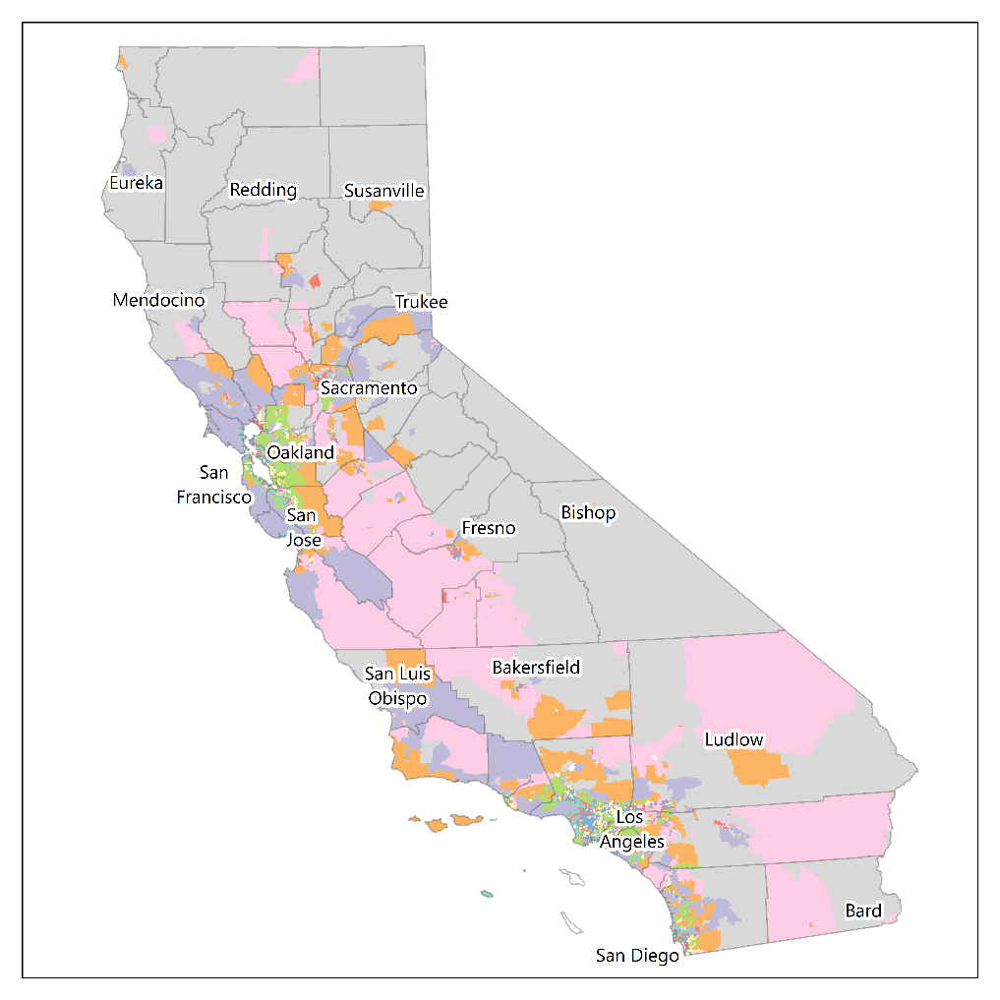 Eureka
Redding
Susanville
Mendocino
Trukee
Sacramento
Oakland
San
Francisco
San
Jose
Fresno
Bishop
San Luis
Obispo
Bakersfield
Ludlow
Los
Angeles
Bard
San Diego